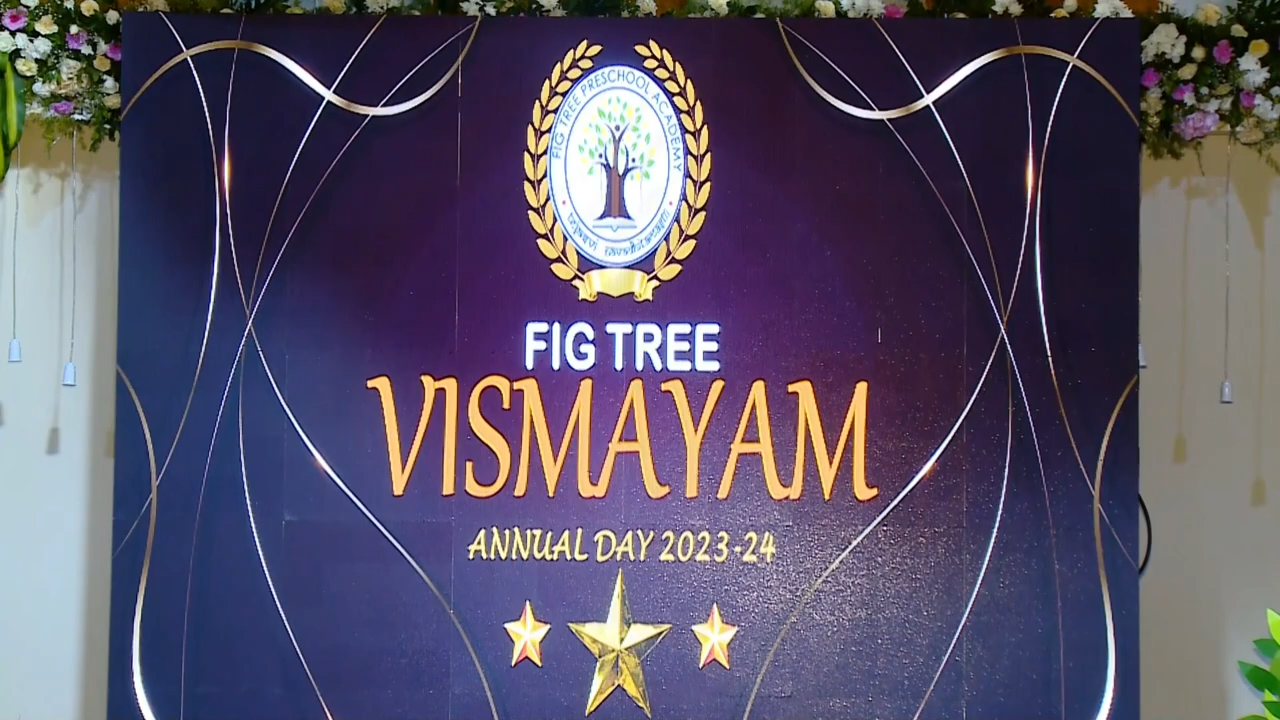 FIG TREE PRESCHOOL ACADEMY
FIG TREE
VISMAYAM
ANNUAL DAY 2023-24